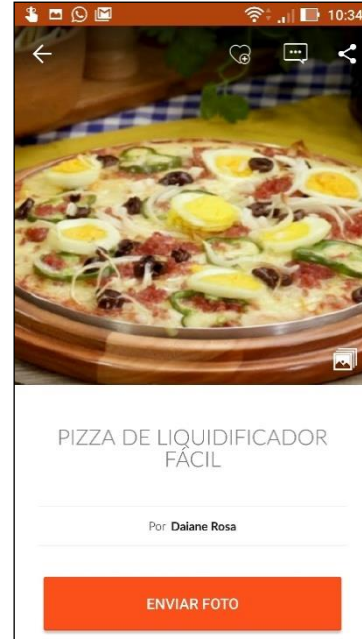 10:34
PIZZA DE LIQUIDIFICADOR
FÁCIL
Por Daiane Rosa
ENVIAR FOTO